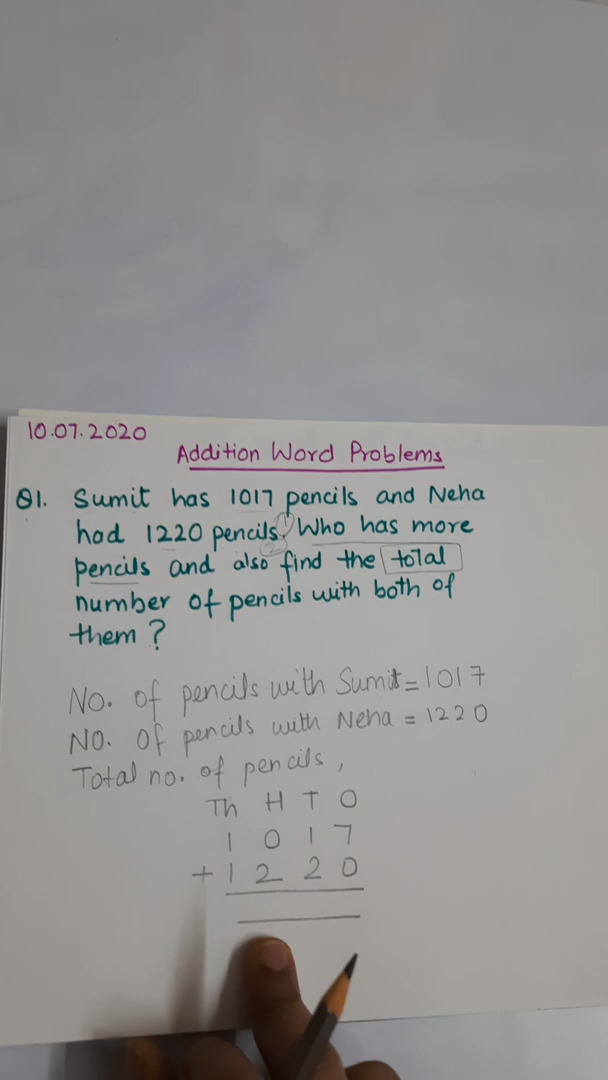 10.07.2020
Addition Word Problems
Q1. Sumit has 1017 pencils and Neha
had 1220 pencils. ① Who has more
pencils and ② also find the total
number of pencils with both of
them?
No. of pencils with Sumit = 1017
NO. of pencils with Neha = 1220
Total no. of pencils,
Th H T O
1 0 1 7
+ 1 2 2 0